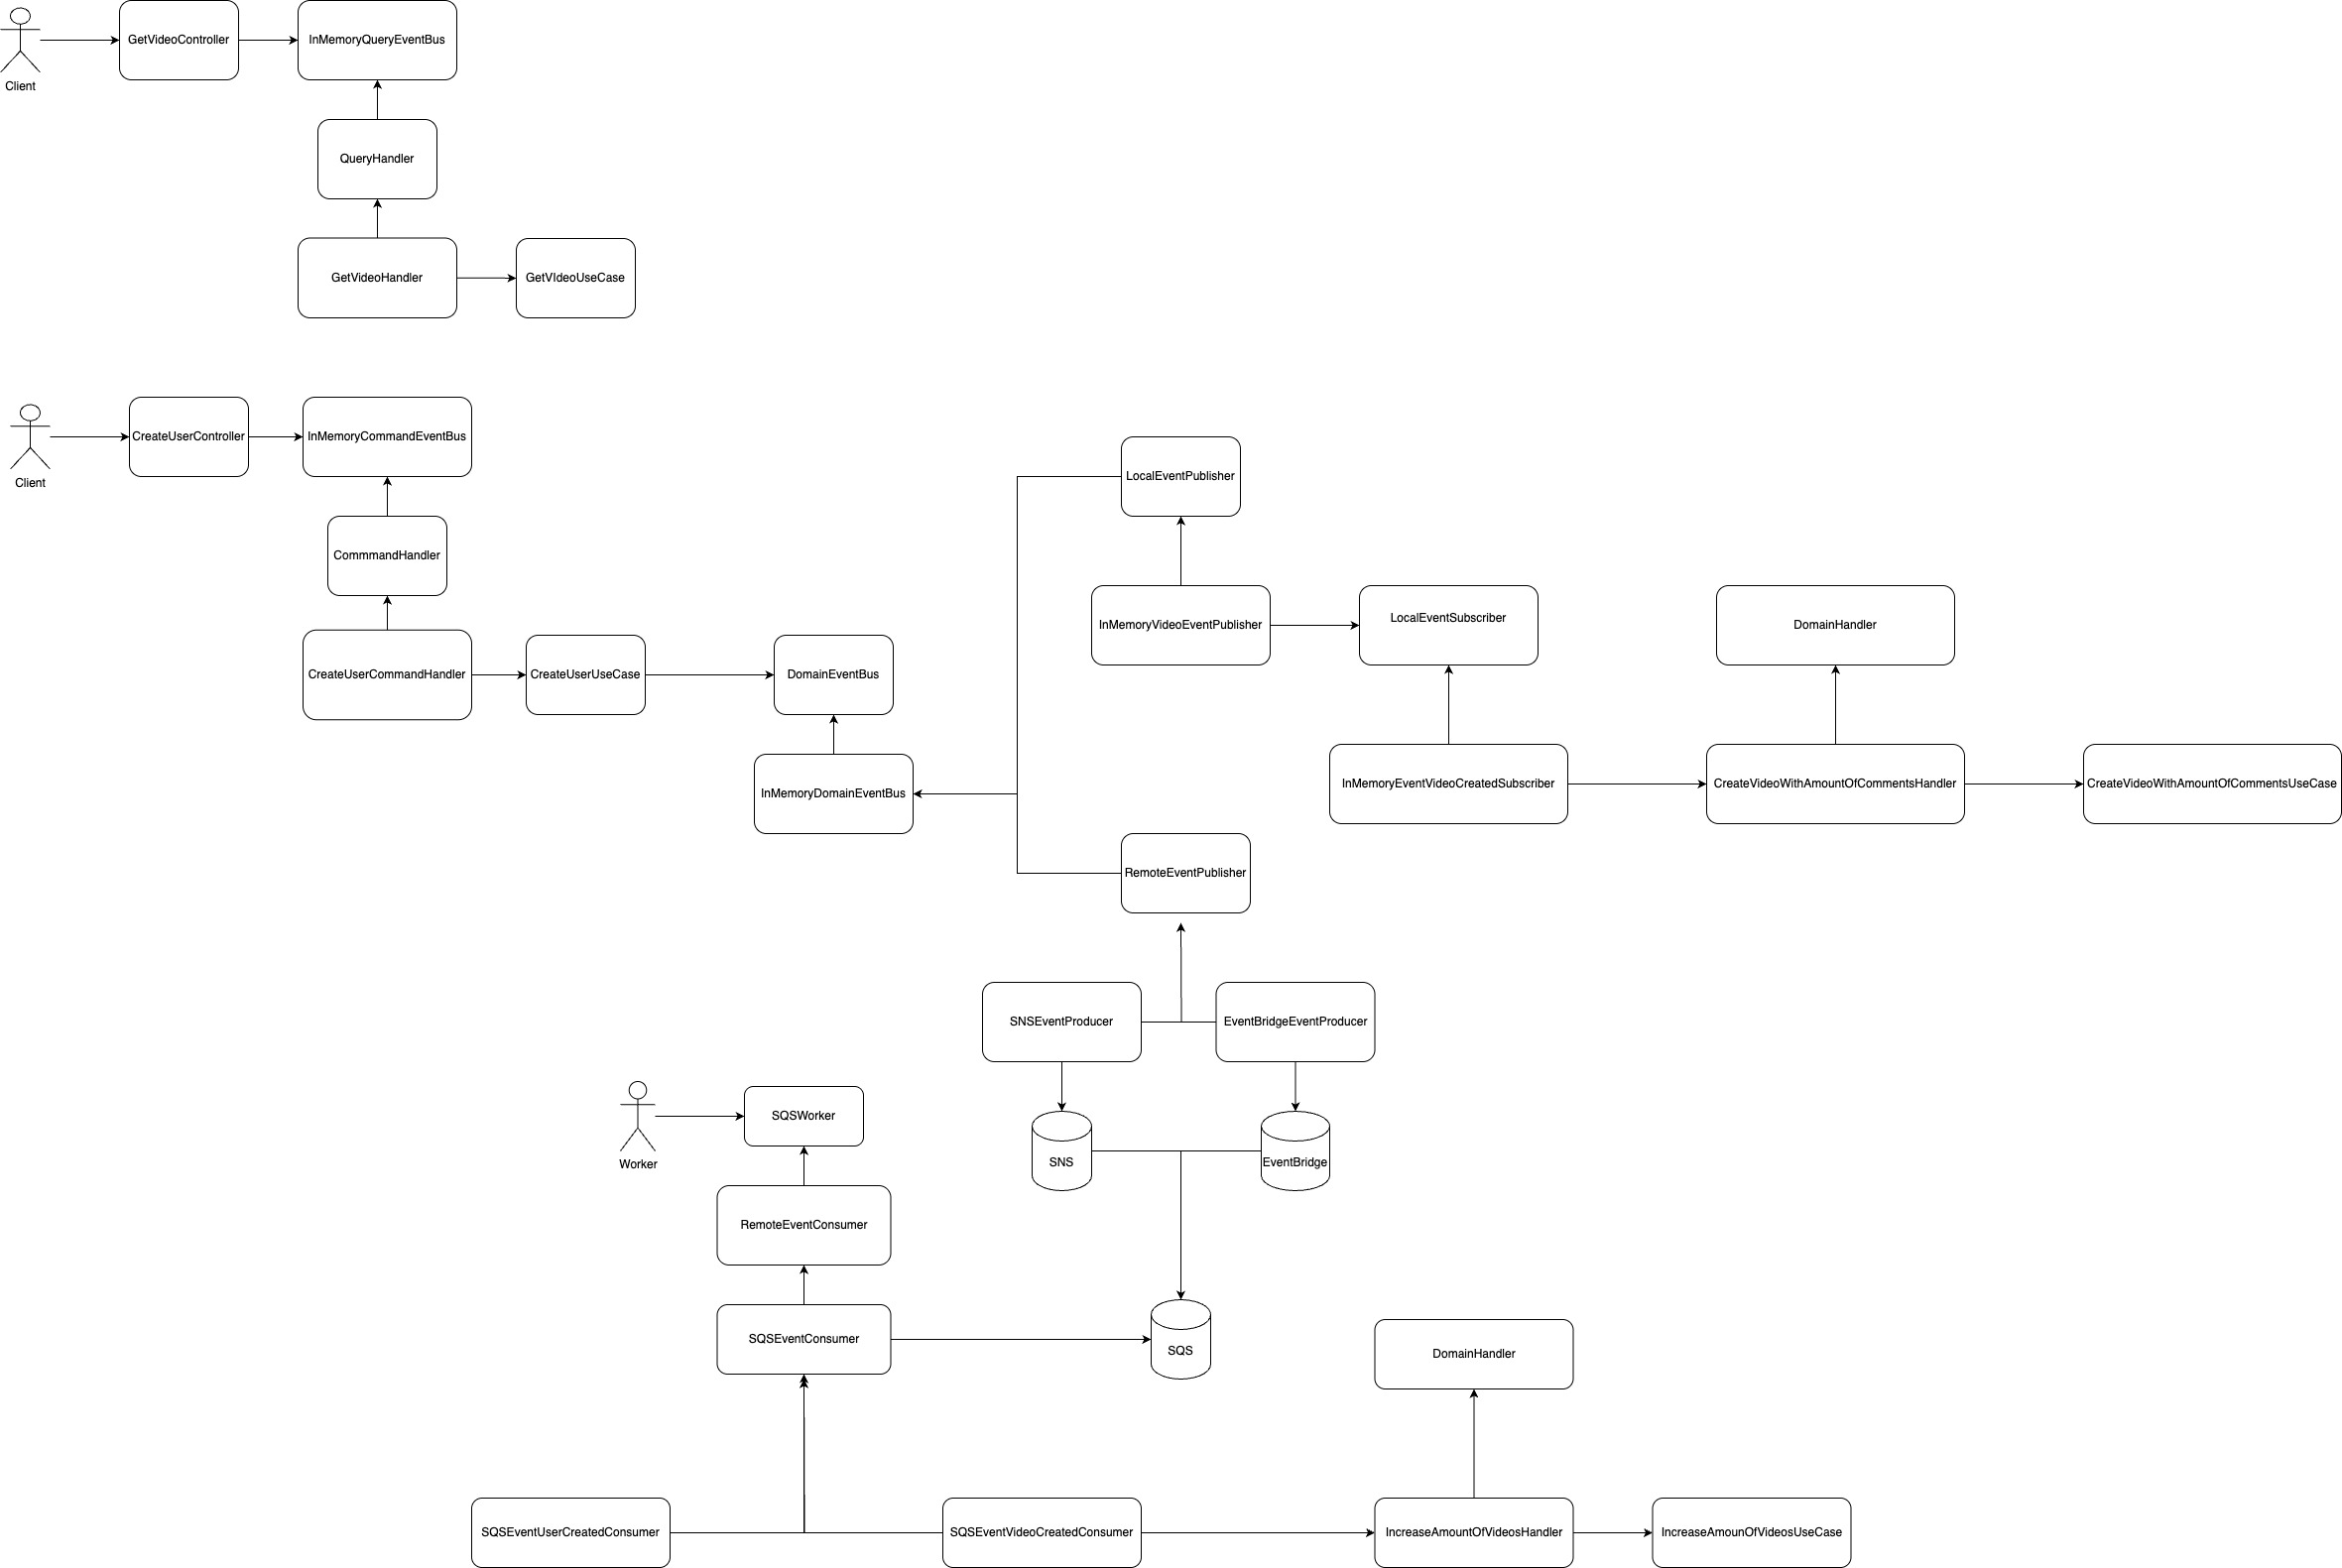 GetVideoController
InMemoryQueryEventBus
Client
QueryHandler
GetVideoHandler
GetVIdeoUseCase
CreateUserController
InMemoryCommandEventBus
Client
LocalEventPublisher
CommmandHandler
InMemoryVideoEventPublisher
LocalEventSubscriber
DomainHandler
CreateUserCommandHandler
CreateUserUseCase
DomainEventBus
InMemoryDomainEventBus
InMemoryEventVideoCreatedSubscriber
CreateVideoWithAmountOfCommentsHandler
CreateVideoWithAmountOfCommentsUseCase
RemoteEventPublisher
SNSEventProducer
EventBridgeEventProducer
SQSWorker
Worker
SNS
EventBridge
RemoteEventConsumer
SQSEventConsumer
SQS
DomainHandler
SQSEventUserCreatedConsumer
SQSEventVideoCreatedConsumer
IncreaseAmountOfVideosHandler
IncreaseAmounOfVideosUseCase